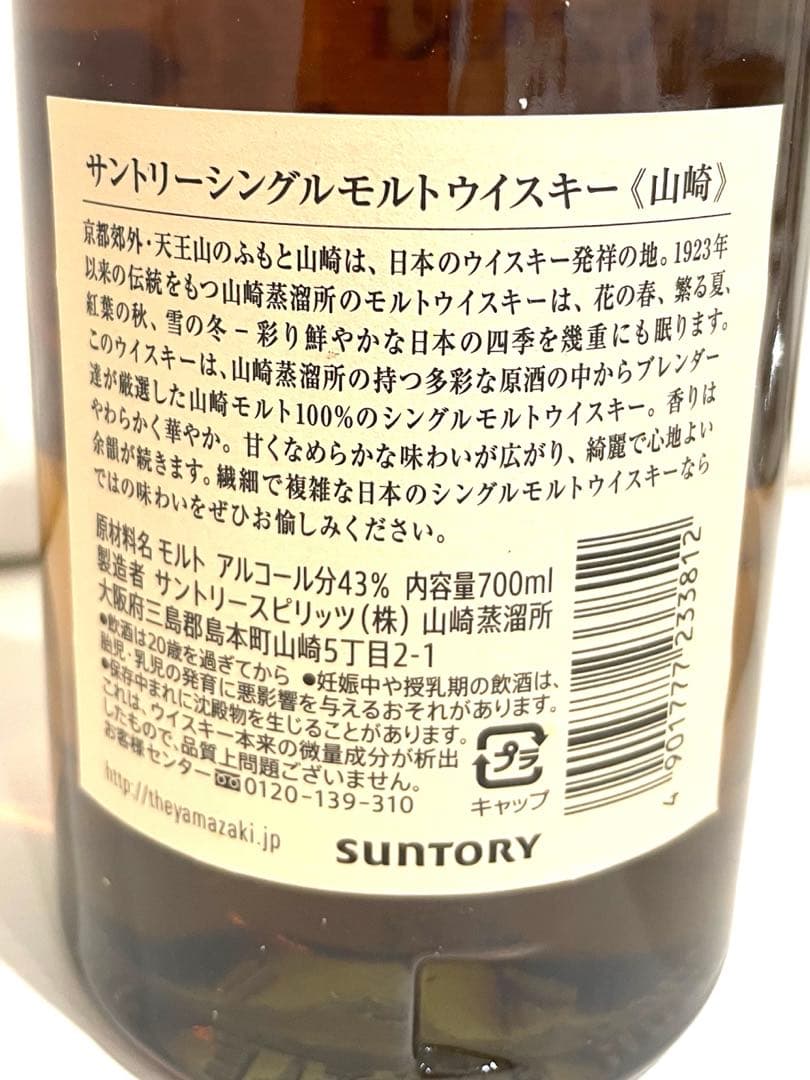 サントリーシングルモルトウイスキー《山崎》
京都郊外・天王山のふもと山崎は、日本のウイスキー発祥の地。1923年
以来の伝統をもつ山崎蒸溜所のモルトウイスキーは、花の春、繁る夏、
紅葉の秋、雪の冬－彩り鮮やかな日本の四季を幾重にも眠ります。
このウイスキーは、山崎蒸溜所の持つ多彩な原酒の中からブレンダー
達が厳選した山崎モルト100%のシングルモルトウイスキー。香りは
やわらかく華やか。甘くなめらかな味わいが広がり、綺麗で心地よい
余韻が続きます。繊細で複雑な日本のシングルモルトウイスキーなら
ではの味わいをぜひお愉しみください。
原材料名 モルト アルコール分43% 内容量700ml
製造者 サントリースピリッツ(株) 山崎蒸溜所
大阪府三島郡島本町山崎5丁目2-1
●飲酒は20歳を過ぎてから ●妊娠中や授乳期の飲酒は、
胎児・乳児の発育に悪影響を与えるおそれがあります。
●保存中まれに沈殿物を生じることがあります。
これは、ウイスキー本来の微量成分が析出
したもので、品質上問題ございません。
お客様センター 0120-139-310
http://theyamazaki.jp
プラ
キャップ
4901777233812
SUNTORY